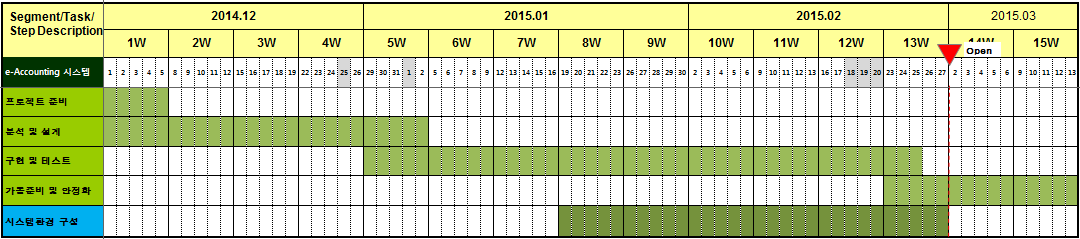 Segment/Task/
Step Description
2014.12 2015.01 2015.02 2015.03
1W 2W 3W 4W 5W 6W 7W 8W 9W 10W 11W 12W 13W 14W 15W
Open
e-Accounting 시스템 1 2 3 4 5 8 9 10 11 12 15 16 17 18 19 22 23 24 25 26 29 30 31 1 2 5 6 7 8 9 12 13 14 15 16 19 20 21 22 23 26 27 28 29 30 2 3 4 5 6 9 10 11 12 13 16 17 18 19 20 23 24 25 26 27 2 3 4 5 6 9 10 11 12 13
프로젝트 준비
분석 및 설계
구현 및 테스트
가동준비 및 안정화
시스템환경 구성